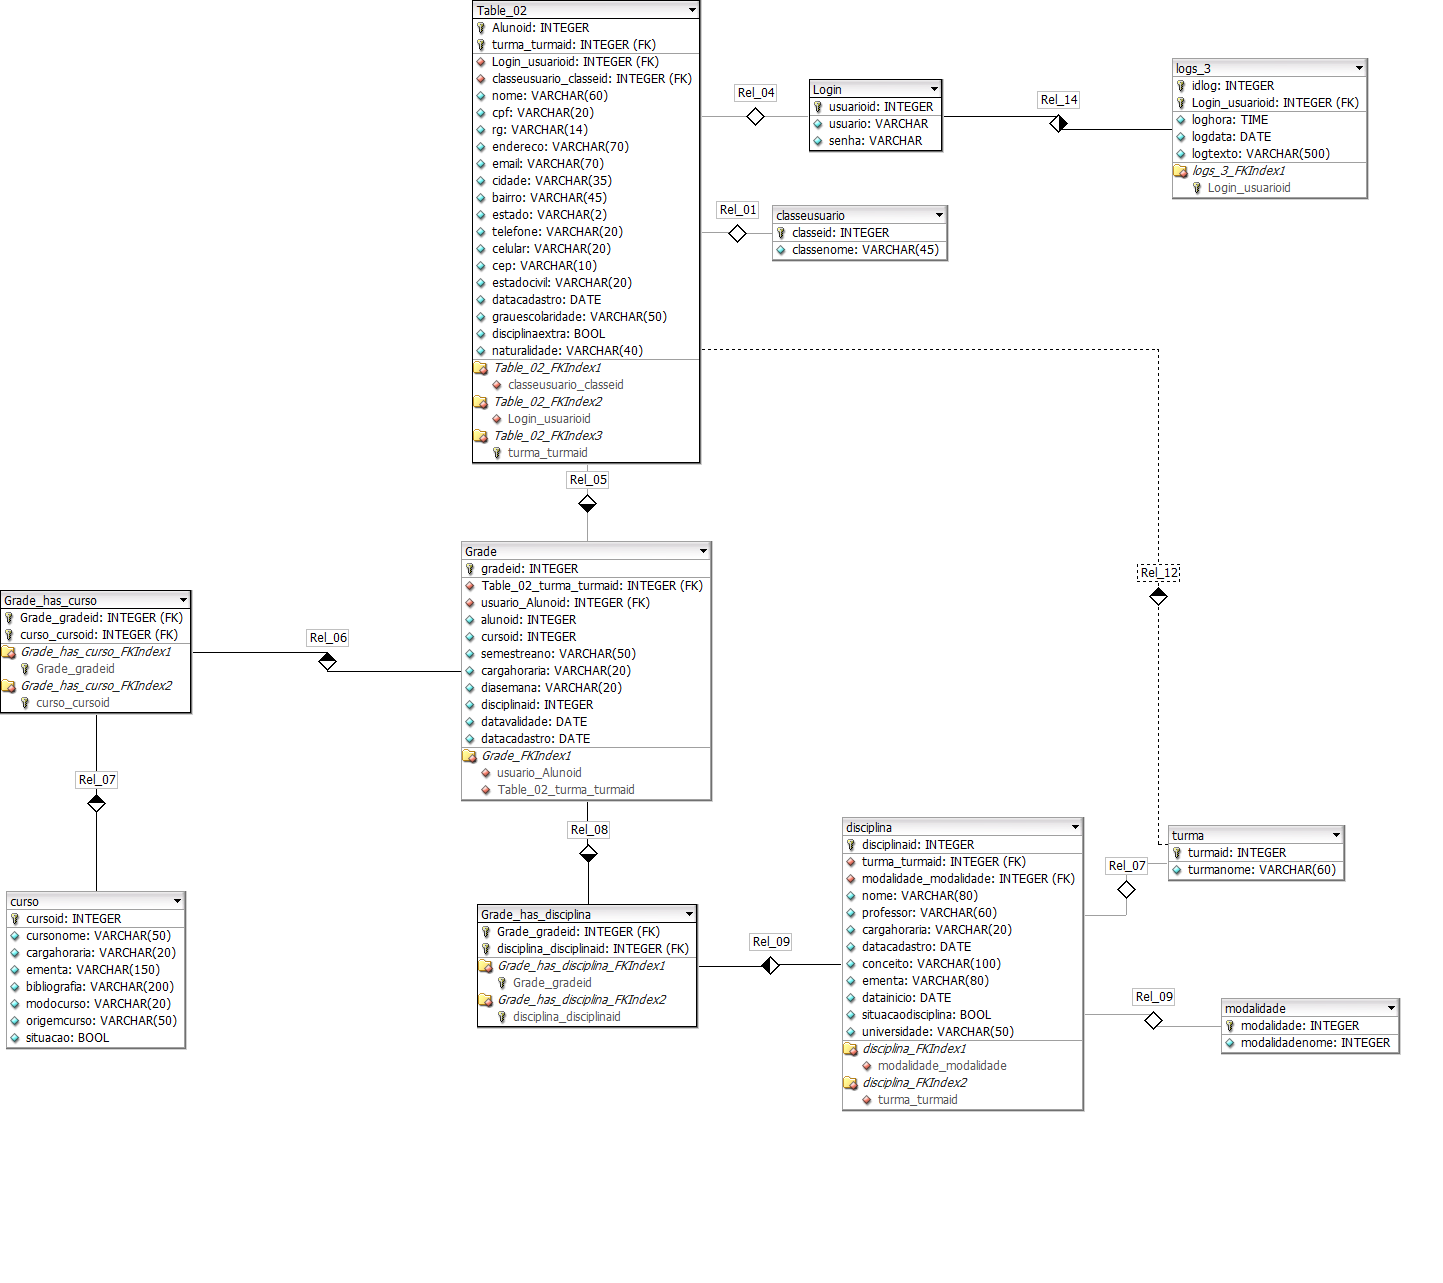 Table_02
Alunoid: INTEGER
turma_turmaid: INTEGER (FK)
Login_usuarioid: INTEGER (FK)
classeusuario_classeid: INTEGER (FK)
nome: VARCHAR(60)
cpf: VARCHAR(20)
rg: VARCHAR(14)
endereco: VARCHAR(70)
email: VARCHAR(70)
cidade: VARCHAR(35)
bairro: VARCHAR(45)
estado: VARCHAR(2)
telefone: VARCHAR(20)
celular: VARCHAR(20)
cep: VARCHAR(10)
estadocivil: VARCHAR(20)
datacadastro: DATE
grauescolaridade: VARCHAR(50)
disciplinaextra: BOOL
naturalidade: VARCHAR(40)
Table_02_FKIndex1
classeusuario_classeid
Table_02_FKIndex2
Login_usuarioid
Table_02_FKIndex3
turma_turmaid
Rel_04
Login
usuarioid: INTEGER
usuario: VARCHAR
senha: VARCHAR
Rel_14
logs_3
idlog: INTEGER
Login_usuarioid: INTEGER (FK)
loghora: TIME
logdata: DATE
logtexto: VARCHAR(500)
logs_3_FKIndex1
Login_usuarioid
Rel_01
classeusuario
classeid: INTEGER
classenome: VARCHAR(45)
Rel_05
Grade
gradeid: INTEGER
Table_02_turma_turmaid: INTEGER (FK)
usuario_Alunoid: INTEGER (FK)
alunoid: INTEGER
cursoid: INTEGER
semestreano: VARCHAR(50)
cargahoraria: VARCHAR(20)
diasemana: VARCHAR(20)
disciplinaid: INTEGER
datavalidade: DATE
datacadastro: DATE
Grade_FKIndex1
usuario_Alunoid
Table_02_turma_turmaid
Rel_12
Grade_has_curso
Grade_gradeid: INTEGER (FK)
curso_cursoid: INTEGER (FK)
Grade_has_curso_FKIndex1
Grade_gradeid
Grade_has_curso_FKIndex2
curso_cursoid
Rel_06
Rel_07
curso
cursoid: INTEGER
cursonome: VARCHAR(50)
cargahoraria: VARCHAR(20)
ementa: VARCHAR(150)
bibliografia: VARCHAR(200)
modocurso: VARCHAR(20)
origemcurso: VARCHAR(50)
situacao: BOOL
Rel_08
Grade_has_disciplina
Grade_gradeid: INTEGER (FK)
disciplina_disciplinaid: INTEGER (FK)
Grade_has_disciplina_FKIndex1
Grade_gradeid
Grade_has_disciplina_FKIndex2
disciplina_disciplinaid
Rel_09
disciplina
disciplinaid: INTEGER
turma_turmaid: INTEGER (FK)
modalidade_modalidade: INTEGER (FK)
nome: VARCHAR(80)
professor: VARCHAR(60)
cargahoraria: VARCHAR(20)
datacadastro: DATE
conceito: VARCHAR(100)
ementa: VARCHAR(80)
datainicio: DATE
situacaodisciplina: BOOL
universidade: VARCHAR(50)
disciplina_FKIndex1
modalidade_modalidade
disciplina_FKIndex2
turma_turmaid
Rel_07
turma
turmaid: INTEGER
turmanome: VARCHAR(60)
Rel_09
modalidade
modalidade: INTEGER
modalidadenome: INTEGER